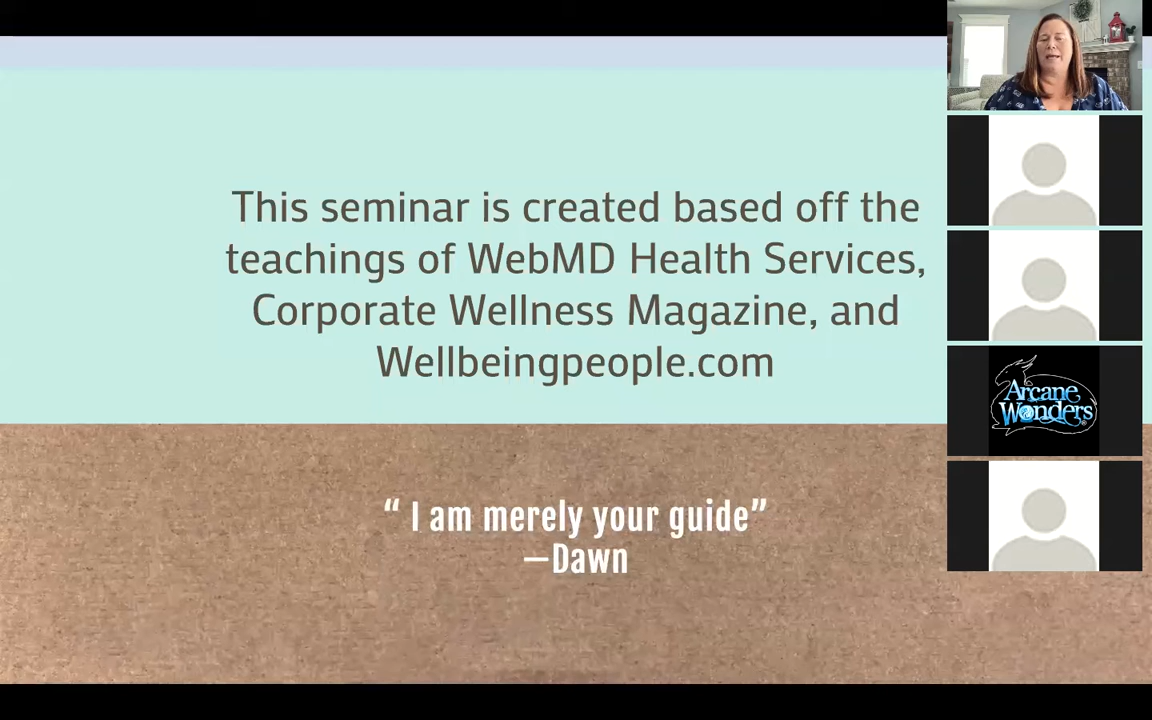 This seminar is created based off the
teachings of WebMD Health Services,
Corporate Wellness Magazine, and
Wellbeingpeople.com
“ I am merely your guide”
—Dawn
Arcane
Wonders®